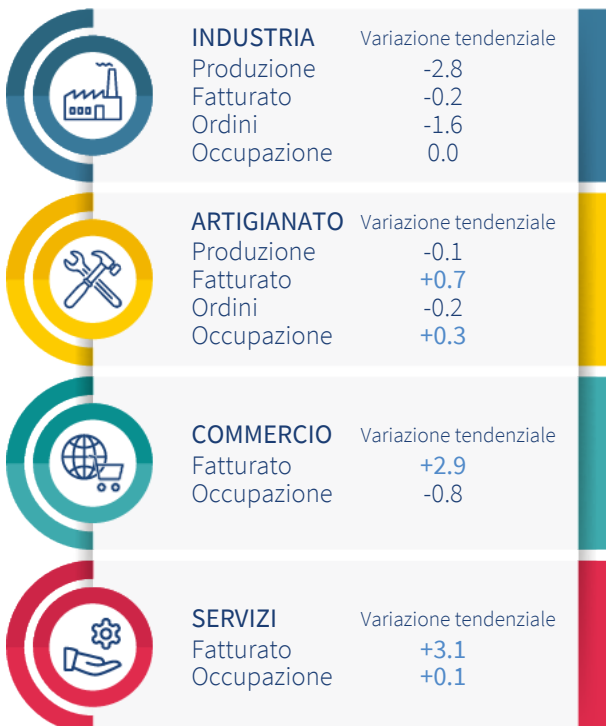 INDUSTRIA Variazione tendenziale
Produzione -2.8
Fatturato -0.2
Ordini -1.6
Occupazione 0.0
ARTIGIANATO Variazione tendenziale
Produzione -0.1
Fatturato +0.7
Ordini -0.2
Occupazione +0.3
COMMERCIO Variazione tendenziale
Fatturato +2.9
Occupazione -0.8
SERVIZI Variazione tendenziale
Fatturato +3.1
Occupazione +0.1